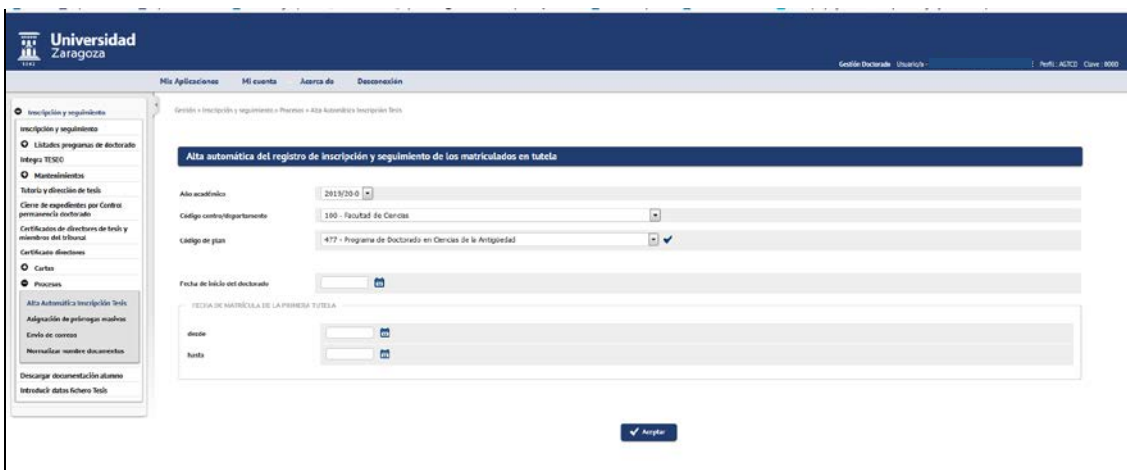 Universidad
Zaragoza
1542
Gestión Doctorado Usuario/a - Perfil: AGTCD Clave: 8000
Mis Aplicaciones Mi cuenta Acerca de Desconexión
Gestión » Inscripción y seguimiento » Procesos » Alta Automática Inscripción Tesis
Inscripción y seguimiento
Inscripción y seguimiento
Listados programas de doctorado
Integra TESEO
Mantenimientos
Tutoría y dirección de tesis
Cierre de expedientes por Control
permanencia doctorado
Certificados de directores de tesis y
miembros del tribunal
Certificado directores
Cartas
Procesos
Alta Automática Inscripción Tesis
Asignación de prórrogas masivas
Envío de correos
Normalizar nombre documentos
Descargar documentación alumno
Introducir datos fichero Tesis
Alta automática del registro de inscripción y seguimiento de los matriculados en tutela
Año académico 2019/20-0
Código centro/departamento 100 - Facultad de Ciencias
Código de plan 477 - Programa de Doctorado en Ciencias de la Antigüedad
Fecha de inicio del doctorado
FECHA DE MATRÍCULA DE LA PRIMERA TUTELA
desde
hasta
Aceptar